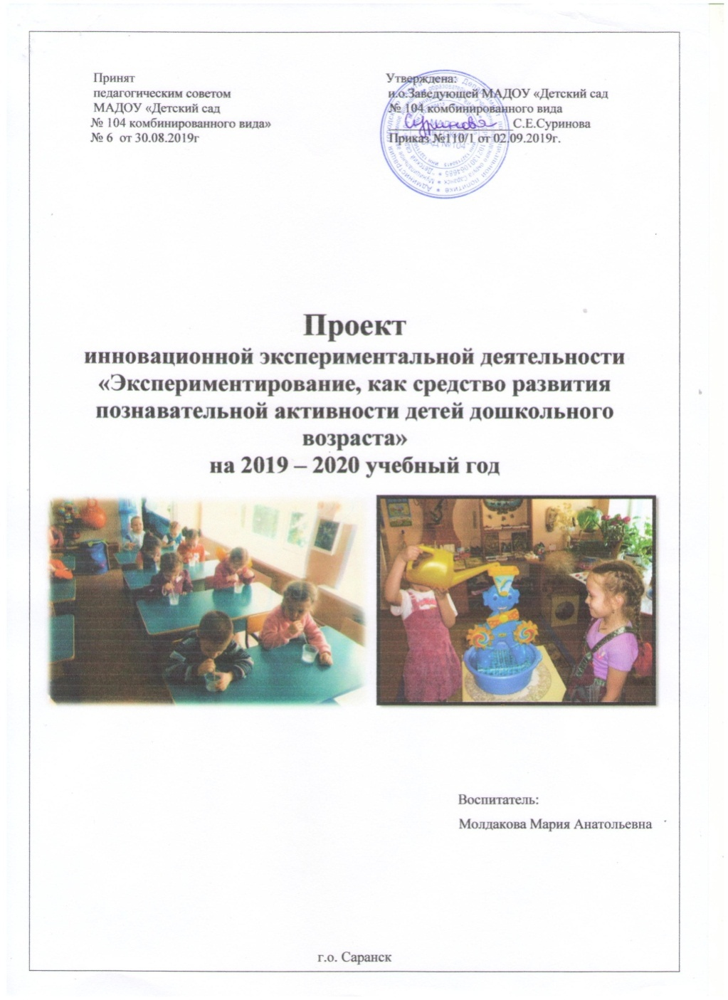 Принят
педагогическим советом
МАДОУ «Детский сад
№ 104 комбинированного вида»
№ 6 от 30.08.2019г
Утверждена:
и.о.Заведующей МАДОУ «Детский сад
№ 104 комбинированного вида
Суринова С.Е.Суринова
Приказ №110/1 от 02.09.2019г.
Проект
инновационной экспериментальной деятельности
«Экспериментирование, как средство развития
познавательной активности детей дошкольного
возраста»
на 2019 – 2020 учебный год
Воспитатель:
Молдакова Мария Анатольевна
г.о. Саранск